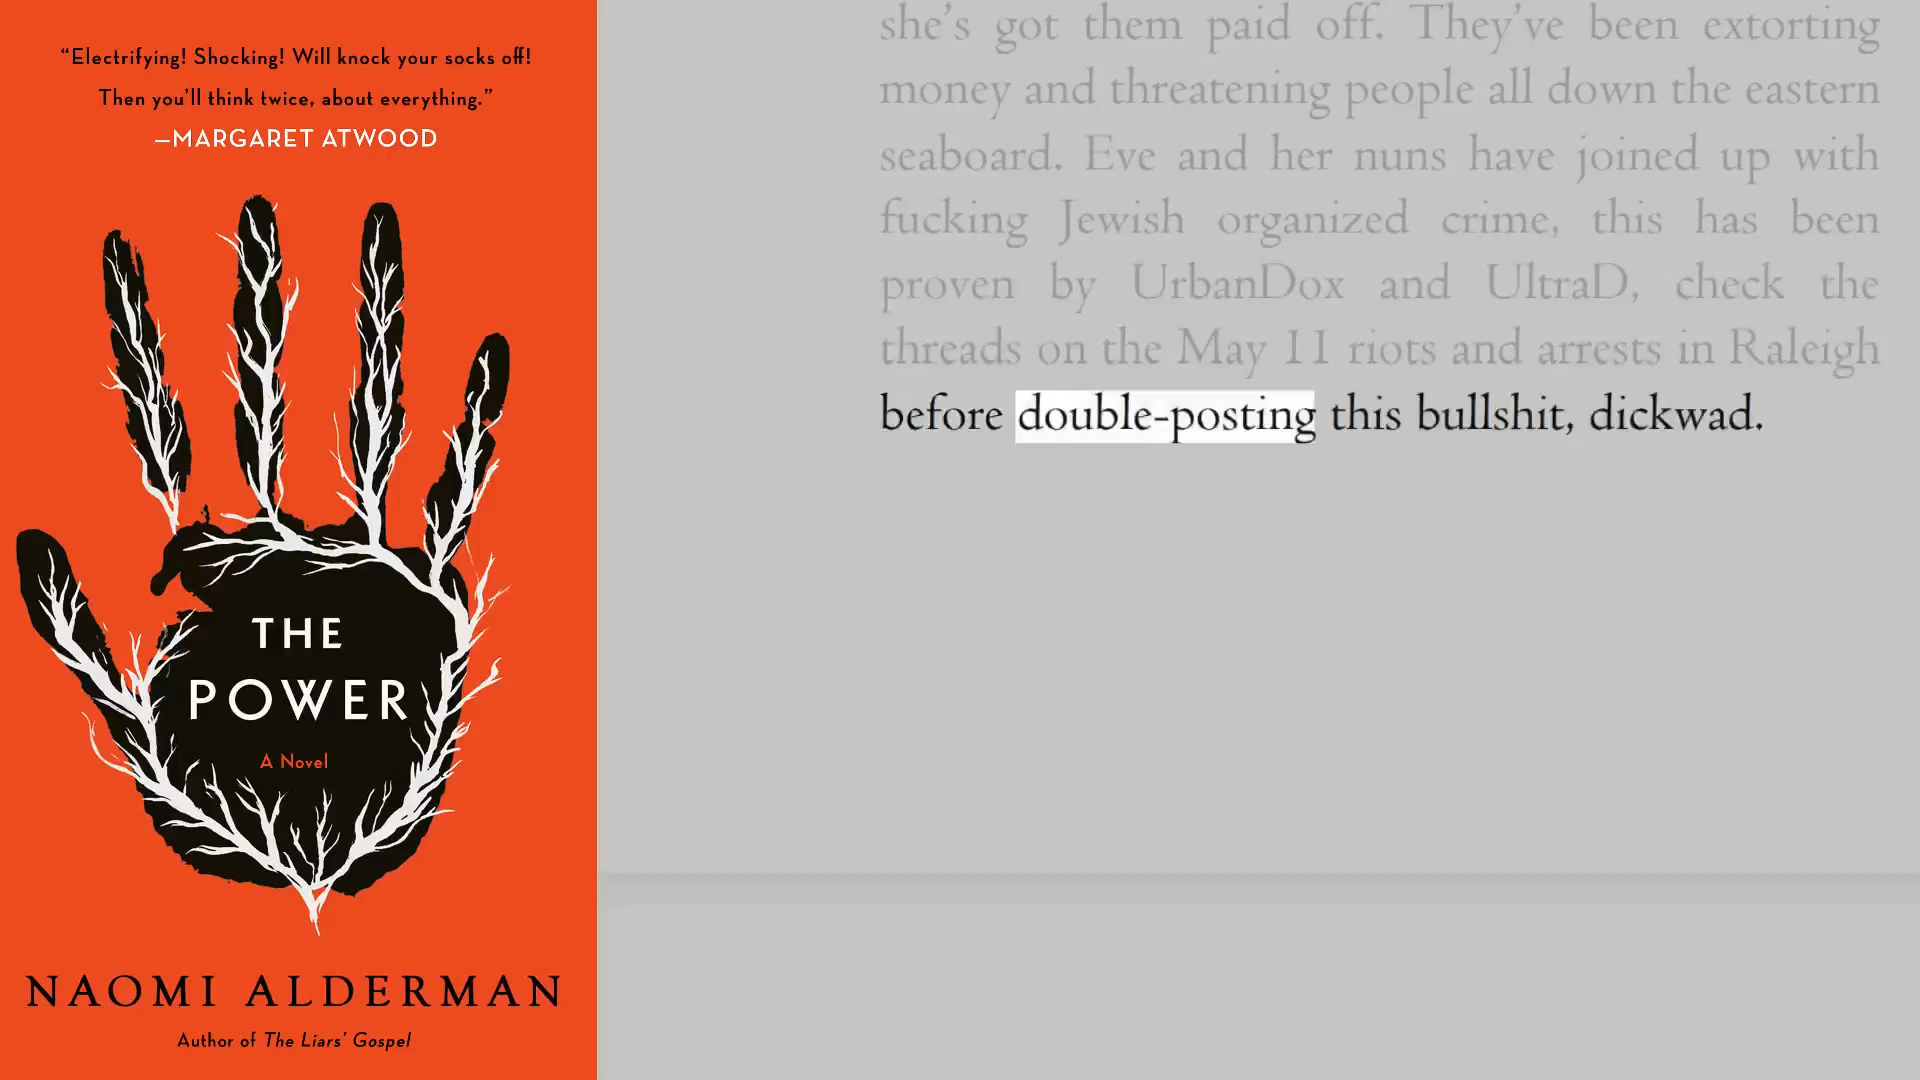 “Electrifying! Shocking! Will knock your socks off!
Then you’ll think twice, about everything.”
—MARGARET ATWOOD
THE
POWER
A Novel
NAOMI ALDERMAN
Author of The Liars’ Gospel
she’s got them paid off. They’ve been extorting
money and threatening people all down the eastern
seaboard. Eve and her nuns have joined up with
fucking Jewish organized crime, this has been
proven by UrbanDox and UltraD, check the
threads on the May 11 riots and arrests in Raleigh
before double-posting this bullshit, dickwad.